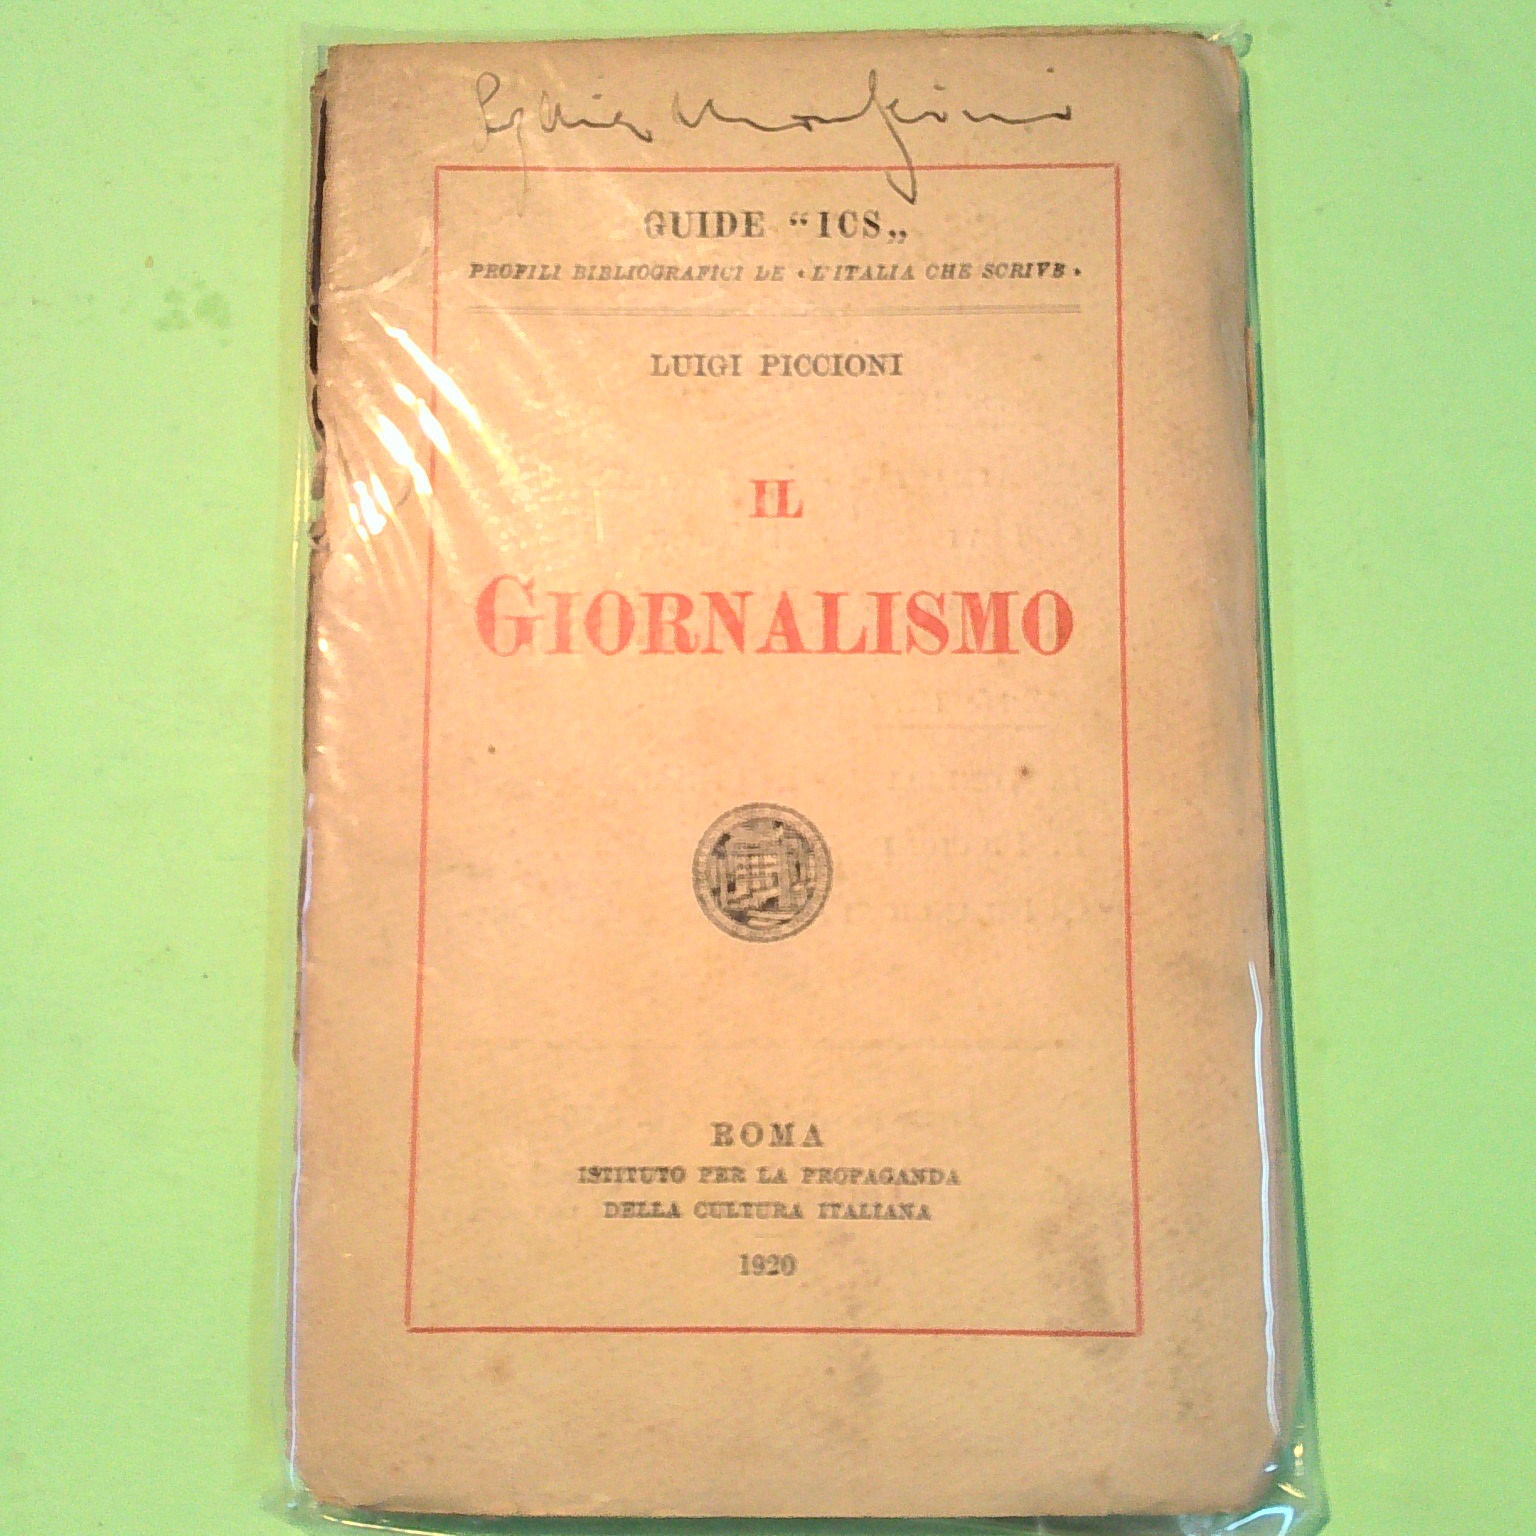 GUIDE “ICS„
PROFILI BIBLIOGRAFICI DE «L'ITALIA CHE SCRIVE»
LUIGI PICCIONI
IL
GIORNALISMO
ROMA
ISTITUTO PER LA PROPAGANDA
DELLA CULTURA ITALIANA
1920